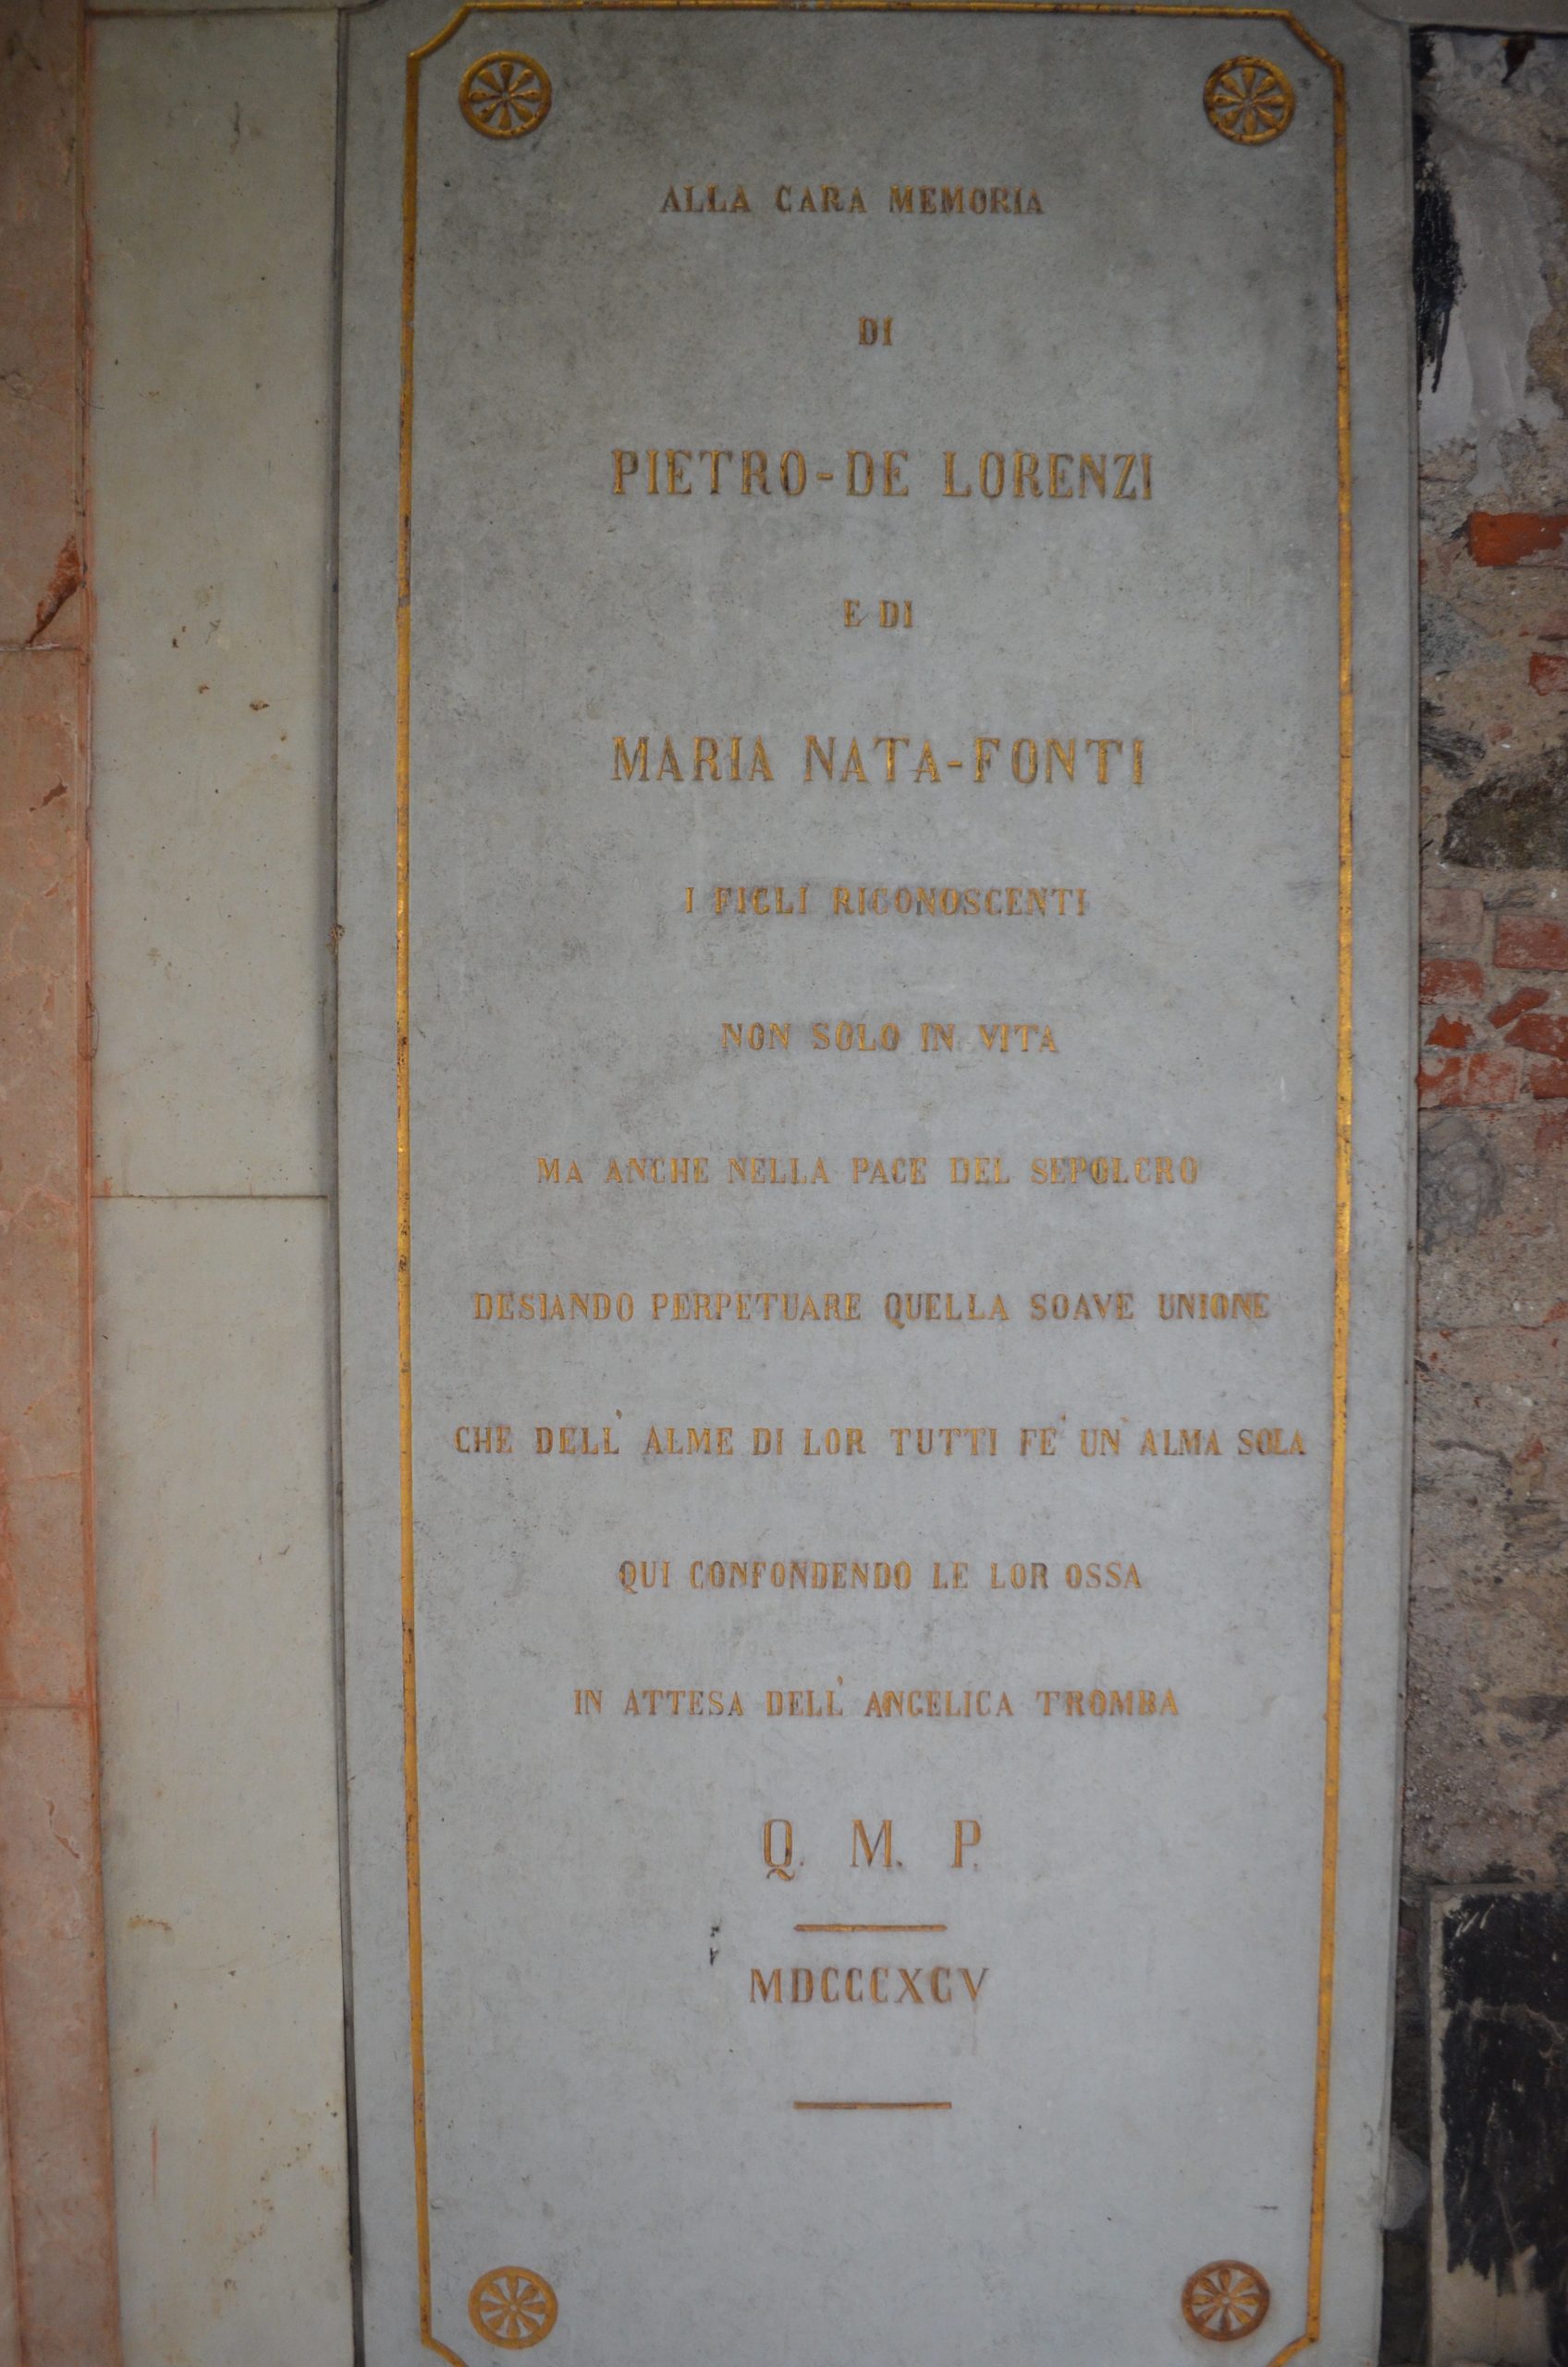 ALLA CARA MEMORIA
DI
PIETRO-DE LORENZI
E DI
MARIA NATA-FONTI
I FIGLI RICONOSCENTI
NON SOLO IN VITA
MA ANCHE NELLA PACE DEL SEPOLCRO
DESIANDO PERPETUARE QUELLA SOAVE UNIONE
CHE DELL' ALME DI LOR TUTTI FE' UN' ALMA SOLA
QUI CONFONDENDO LE LOR OSSA
IN ATTESA DELL' ANGELICA TROMBA
Q. M. P.
MDCCCXCV